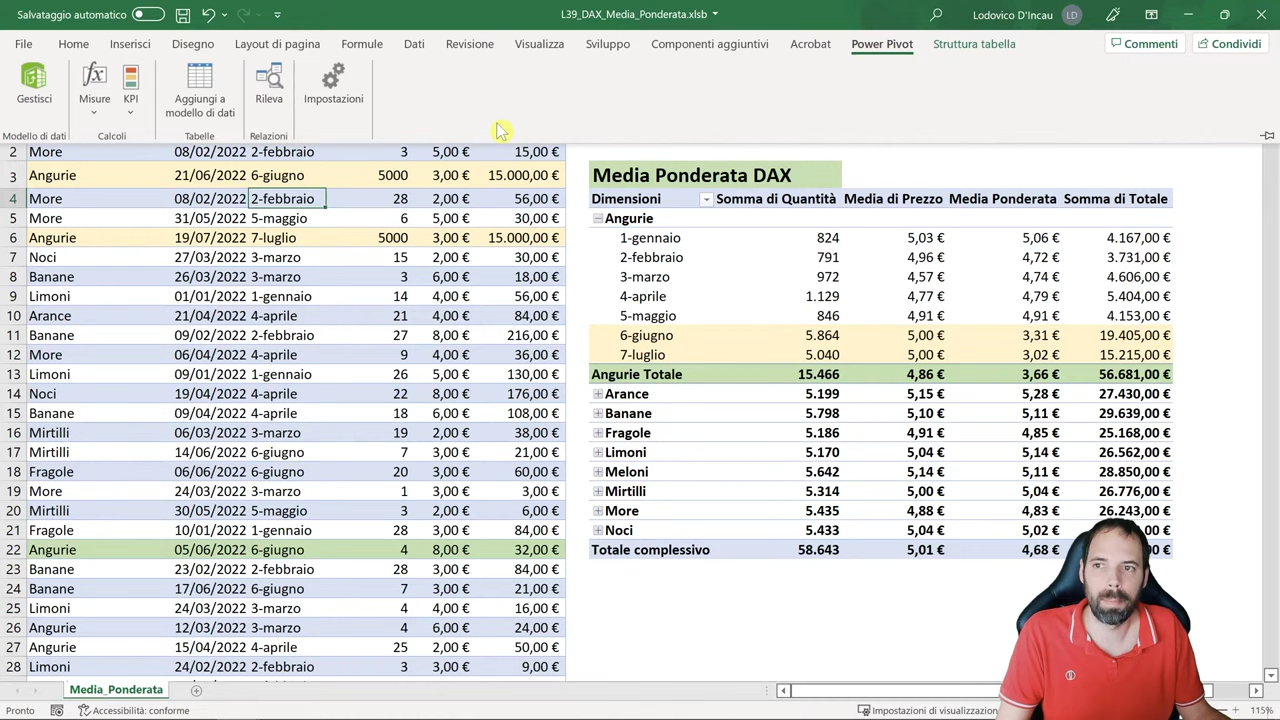 Salvataggio automatico
L39_DAX_Media_Ponderata.xlsb
Lodovico D'Incau LD
File Home Inserisci Disegno Layout di pagina Formule Dati Revisione Visualizza Sviluppo Componenti aggiuntivi Acrobat Power Pivot Struttura tabella Commenti Condividi
Gestisci Misure KPI Aggiungi a modello di dati Rileva Impostazioni
Modello di dati Calcoli Tabelle Relazioni
2 More 08/02/2022 2-febbraio 3 5,00 € 15,00 €
3 Angurie 21/06/2022 6-giugno 5000 3,00 € 15.000,00 € Media Ponderata DAX
4 More 08/02/2022 2-febbraio 28 2,00 € 56,00 € Dimensioni Somma di Quantità Media di Prezzo Media Ponderata Somma di Totale
5 More 31/05/2022 5-maggio 6 5,00 € 30,00 € Angurie
6 Angurie 19/07/2022 7-luglio 5000 3,00 € 15.000,00 € 1-gennaio 824 5,03 € 5,06 € 4.167,00 €
7 Noci 27/03/2022 3-marzo 15 2,00 € 30,00 € 2-febbraio 791 4,96 € 4,72 € 3.731,00 €
8 Banane 26/03/2022 3-marzo 3 6,00 € 18,00 € 3-marzo 972 4,57 € 4,74 € 4.606,00 €
9 Limoni 01/01/2022 1-gennaio 14 4,00 € 56,00 € 4-aprile 1.129 4,77 € 4,79 € 5.404,00 €
10 Arance 21/04/2022 4-aprile 21 4,00 € 84,00 € 5-maggio 846 4,91 € 4,91 € 4.153,00 €
11 Banane 09/02/2022 2-febbraio 27 8,00 € 216,00 € 6-giugno 5.864 5,00 € 3,31 € 19.405,00 €
12 More 06/04/2022 4-aprile 9 4,00 € 36,00 € 7-luglio 5.040 5,00 € 3,02 € 15.215,00 €
13 Limoni 09/01/2022 1-gennaio 26 5,00 € 130,00 € Angurie Totale 15.466 4,86 € 3,66 € 56.681,00 €
14 Noci 19/04/2022 4-aprile 22 8,00 € 176,00 € Arance 5.199 5,15 € 5,28 € 27.430,00 €
15 Banane 09/04/2022 4-aprile 18 6,00 € 108,00 € Banane 5.798 5,10 € 5,11 € 29.639,00 €
16 Mirtilli 06/03/2022 3-marzo 19 2,00 € 38,00 € Fragole 5.186 4,91 € 4,85 € 25.168,00 €
17 Mirtilli 14/06/2022 6-giugno 7 3,00 € 21,00 € Limoni 5.170 5,04 € 5,14 € 26.562,00 €
18 Fragole 06/06/2022 6-giugno 20 3,00 € 60,00 € Meloni 5.642 5,14 € 5,11 € 28.850,00 €
19 More 24/03/2022 3-marzo 1 3,00 € 3,00 € Mirtilli 5.314 5,00 € 5,04 € 26.776,00 €
20 Mirtilli 30/05/2022 5-maggio 3 2,00 € 6,00 € More 5.435 4,88 € 4,83 € 26.243,00 €
21 Fragole 10/01/2022 1-gennaio 28 3,00 € 84,00 € Noci 5.433 5,04 € 5,02 €
22 Angurie 05/06/2022 6-giugno 4 8,00 € 32,00 € Totale complessivo 58.643 5,01 € 4,68 €
23 Banane 23/02/2022 2-febbraio 28 3,00 € 84,00 €
24 Banane 17/06/2022 6-giugno 7 3,00 € 21,00 €
25 Limoni 24/03/2022 3-marzo 4 4,00 € 16,00 €
26 Angurie 12/03/2022 3-marzo 4 6,00 € 24,00 €
27 Angurie 15/04/2022 4-aprile 25 2,00 € 50,00 €
28 Limoni 24/02/2022 2-febbraio 3 3,00 € 9,00 €
Media_Ponderata
Pronto Accessibilità: conforme Impostazioni di visualizzazione 115%